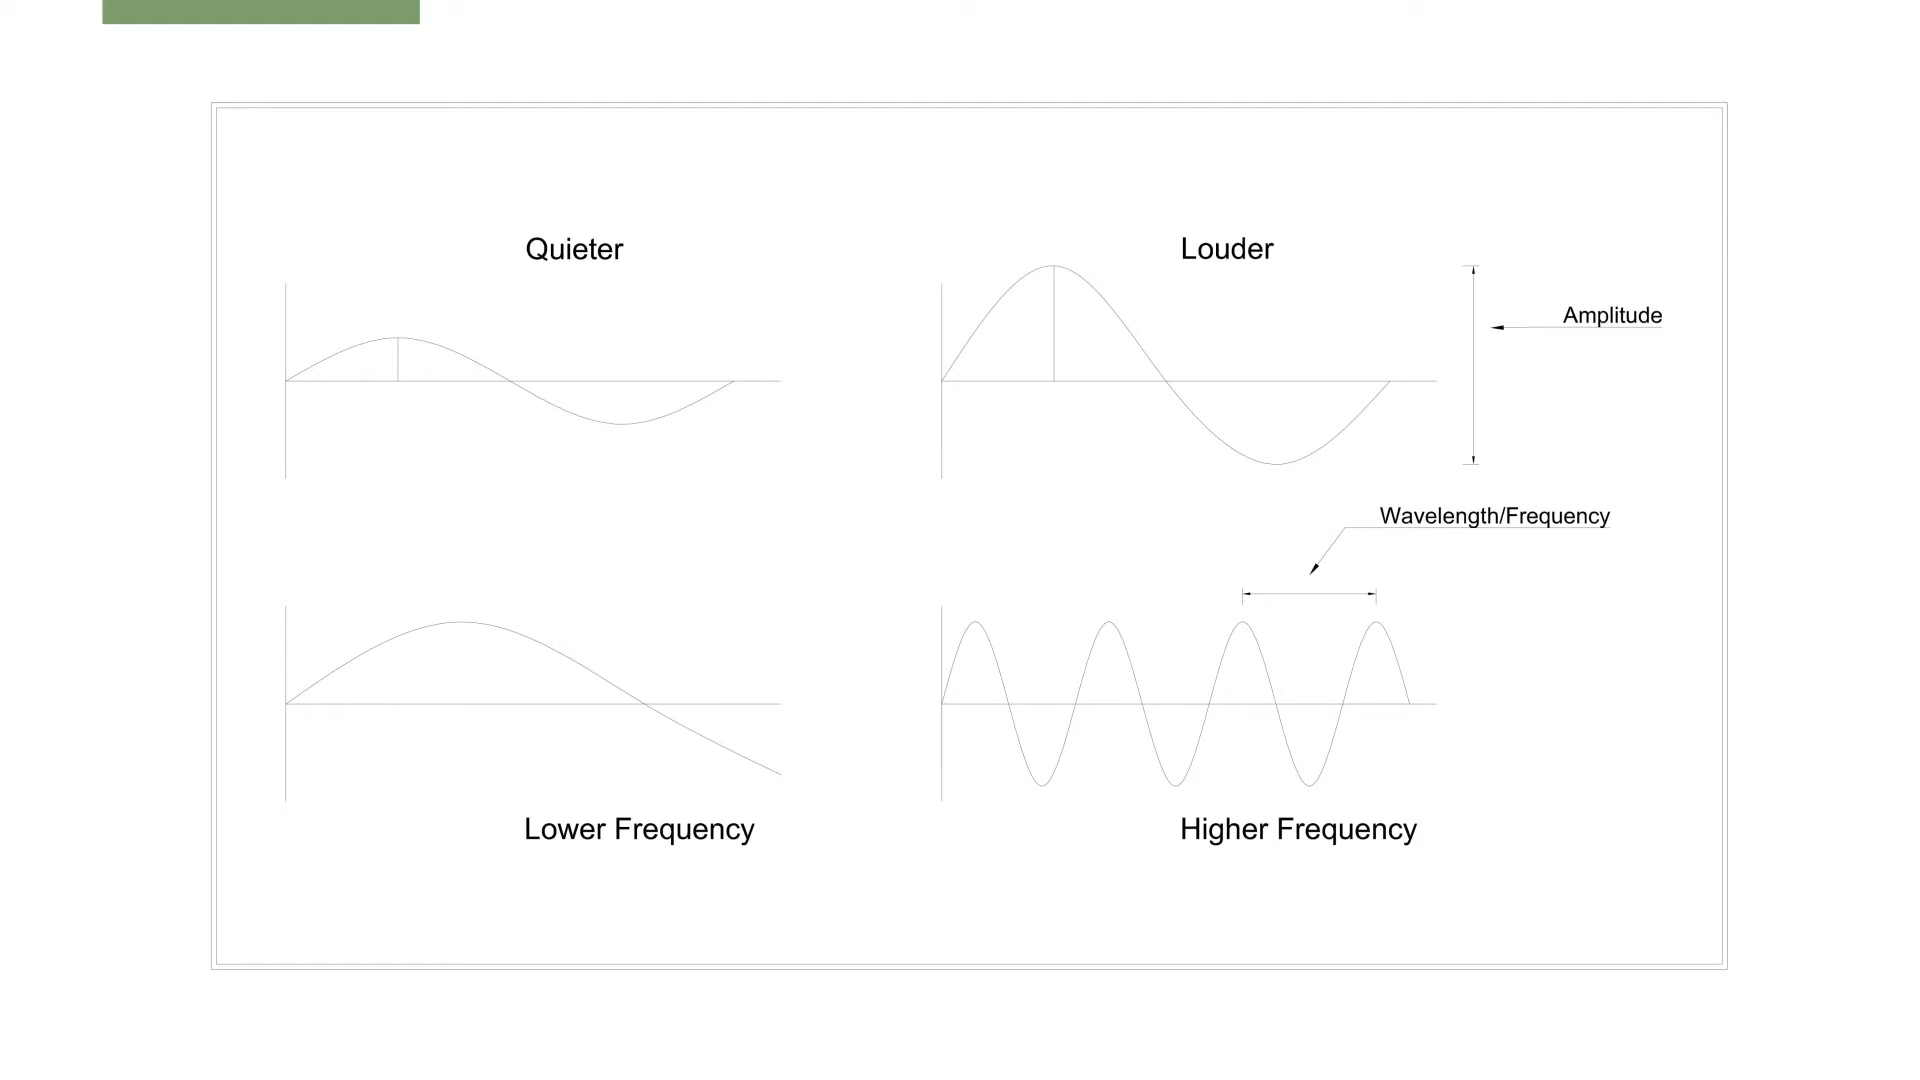 Quieter
Louder
Amplitude
Wavelength/Frequency
Lower Frequency
Higher Frequency